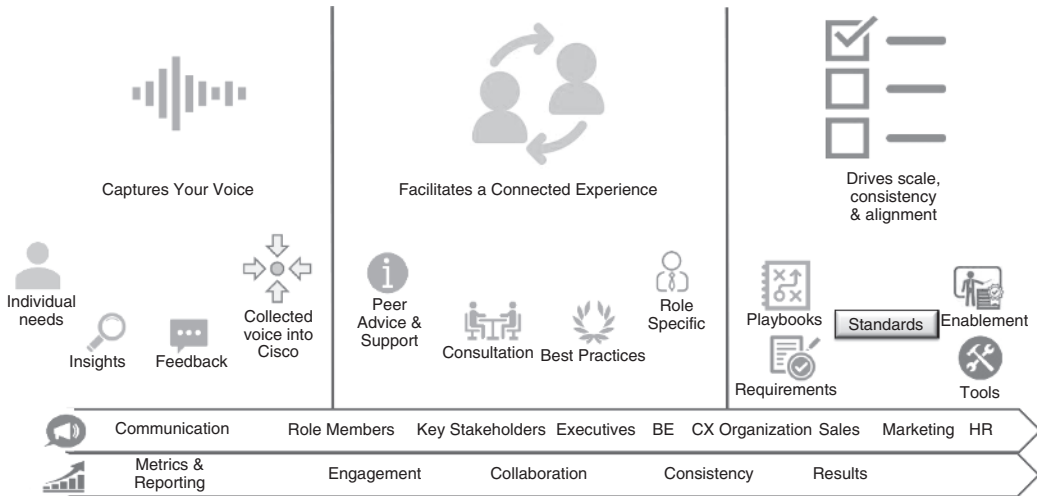 Captures Your Voice
Individual
needs
Insights
Feedback
Collected
voice into
Cisco
Facilitates a Connected Experience
Peer
Advice &
Support
Consultation
Best Practices
Role
Specific
Drives scale,
consistency
& alignment
Playbooks
Standards
Enablement
Requirements
Tools
Communication Role Members Key Stakeholders Executives BE CX Organization Sales Marketing HR
Metrics &
Reporting
Engagement Collaboration Consistency Results